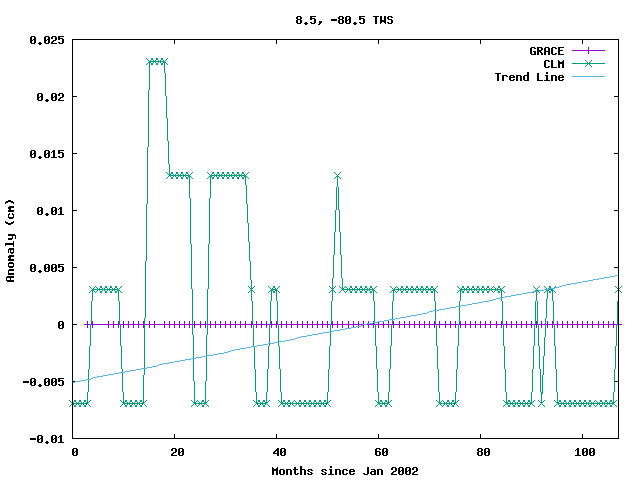 8.5, -80.5 TWS
0.025
0.02
0.015
0.01
0.005
0
-0.005
-0.01
Anomaly (cm)
GRACE
CLM
Trend Line
0 20 40 60 80 100
Months since Jan 2002